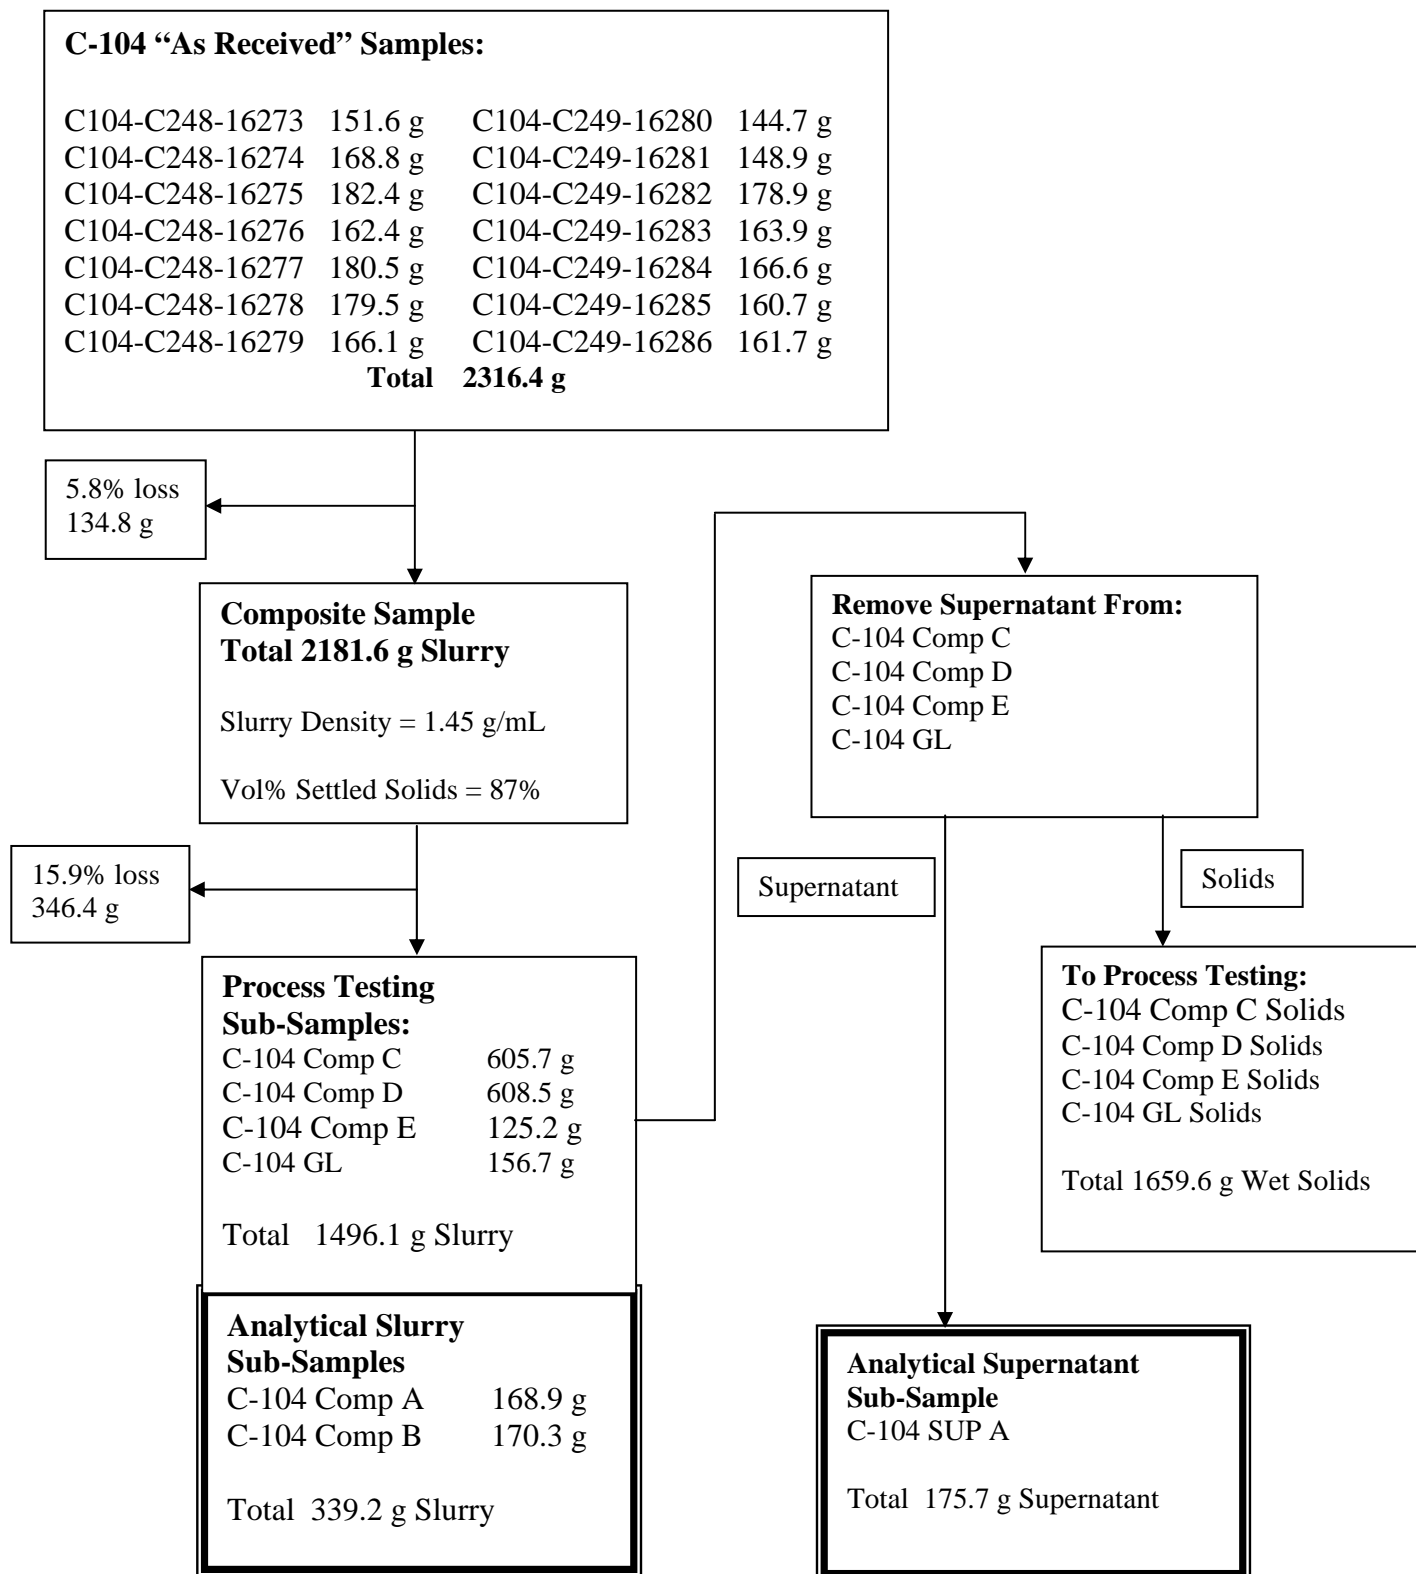 C-104 “As Received” Samples:
C104-C248-16273 151.6 g C104-C249-16280 144.7 g
C104-C248-16274 168.8 g C104-C249-16281 148.9 g
C104-C248-16275 182.4 g C104-C249-16282 178.9 g
C104-C248-16276 162.4 g C104-C249-16283 163.9 g
C104-C248-16277 180.5 g C104-C249-16284 166.6 g
C104-C248-16278 179.5 g C104-C249-16285 160.7 g
C104-C248-16279 166.1 g C104-C249-16286 161.7 g
Total 2316.4 g
5.8% loss
134.8 g
Composite Sample
Total 2181.6 g Slurry
Slurry Density = 1.45 g/mL
Vol% Settled Solids = 87%
15.9% loss
346.4 g
Process Testing
Sub-Samples:
C-104 Comp C 605.7 g
C-104 Comp D 608.5 g
C-104 Comp E 125.2 g
C-104 GL 156.7 g
Total 1496.1 g Slurry
Analytical Slurry
Sub-Samples
C-104 Comp A 168.9 g
C-104 Comp B 170.3 g
Total 339.2 g Slurry
Remove Supernatant From:
C-104 Comp C
C-104 Comp D
C-104 Comp E
C-104 GL
Supernatant
Solids
To Process Testing:
C-104 Comp C Solids
C-104 Comp D Solids
C-104 Comp E Solids
C-104 GL Solids
Total 1659.6 g Wet Solids
Analytical Supernatant
Sub-Sample
C-104 SUP A
Total 175.7 g Supernatant